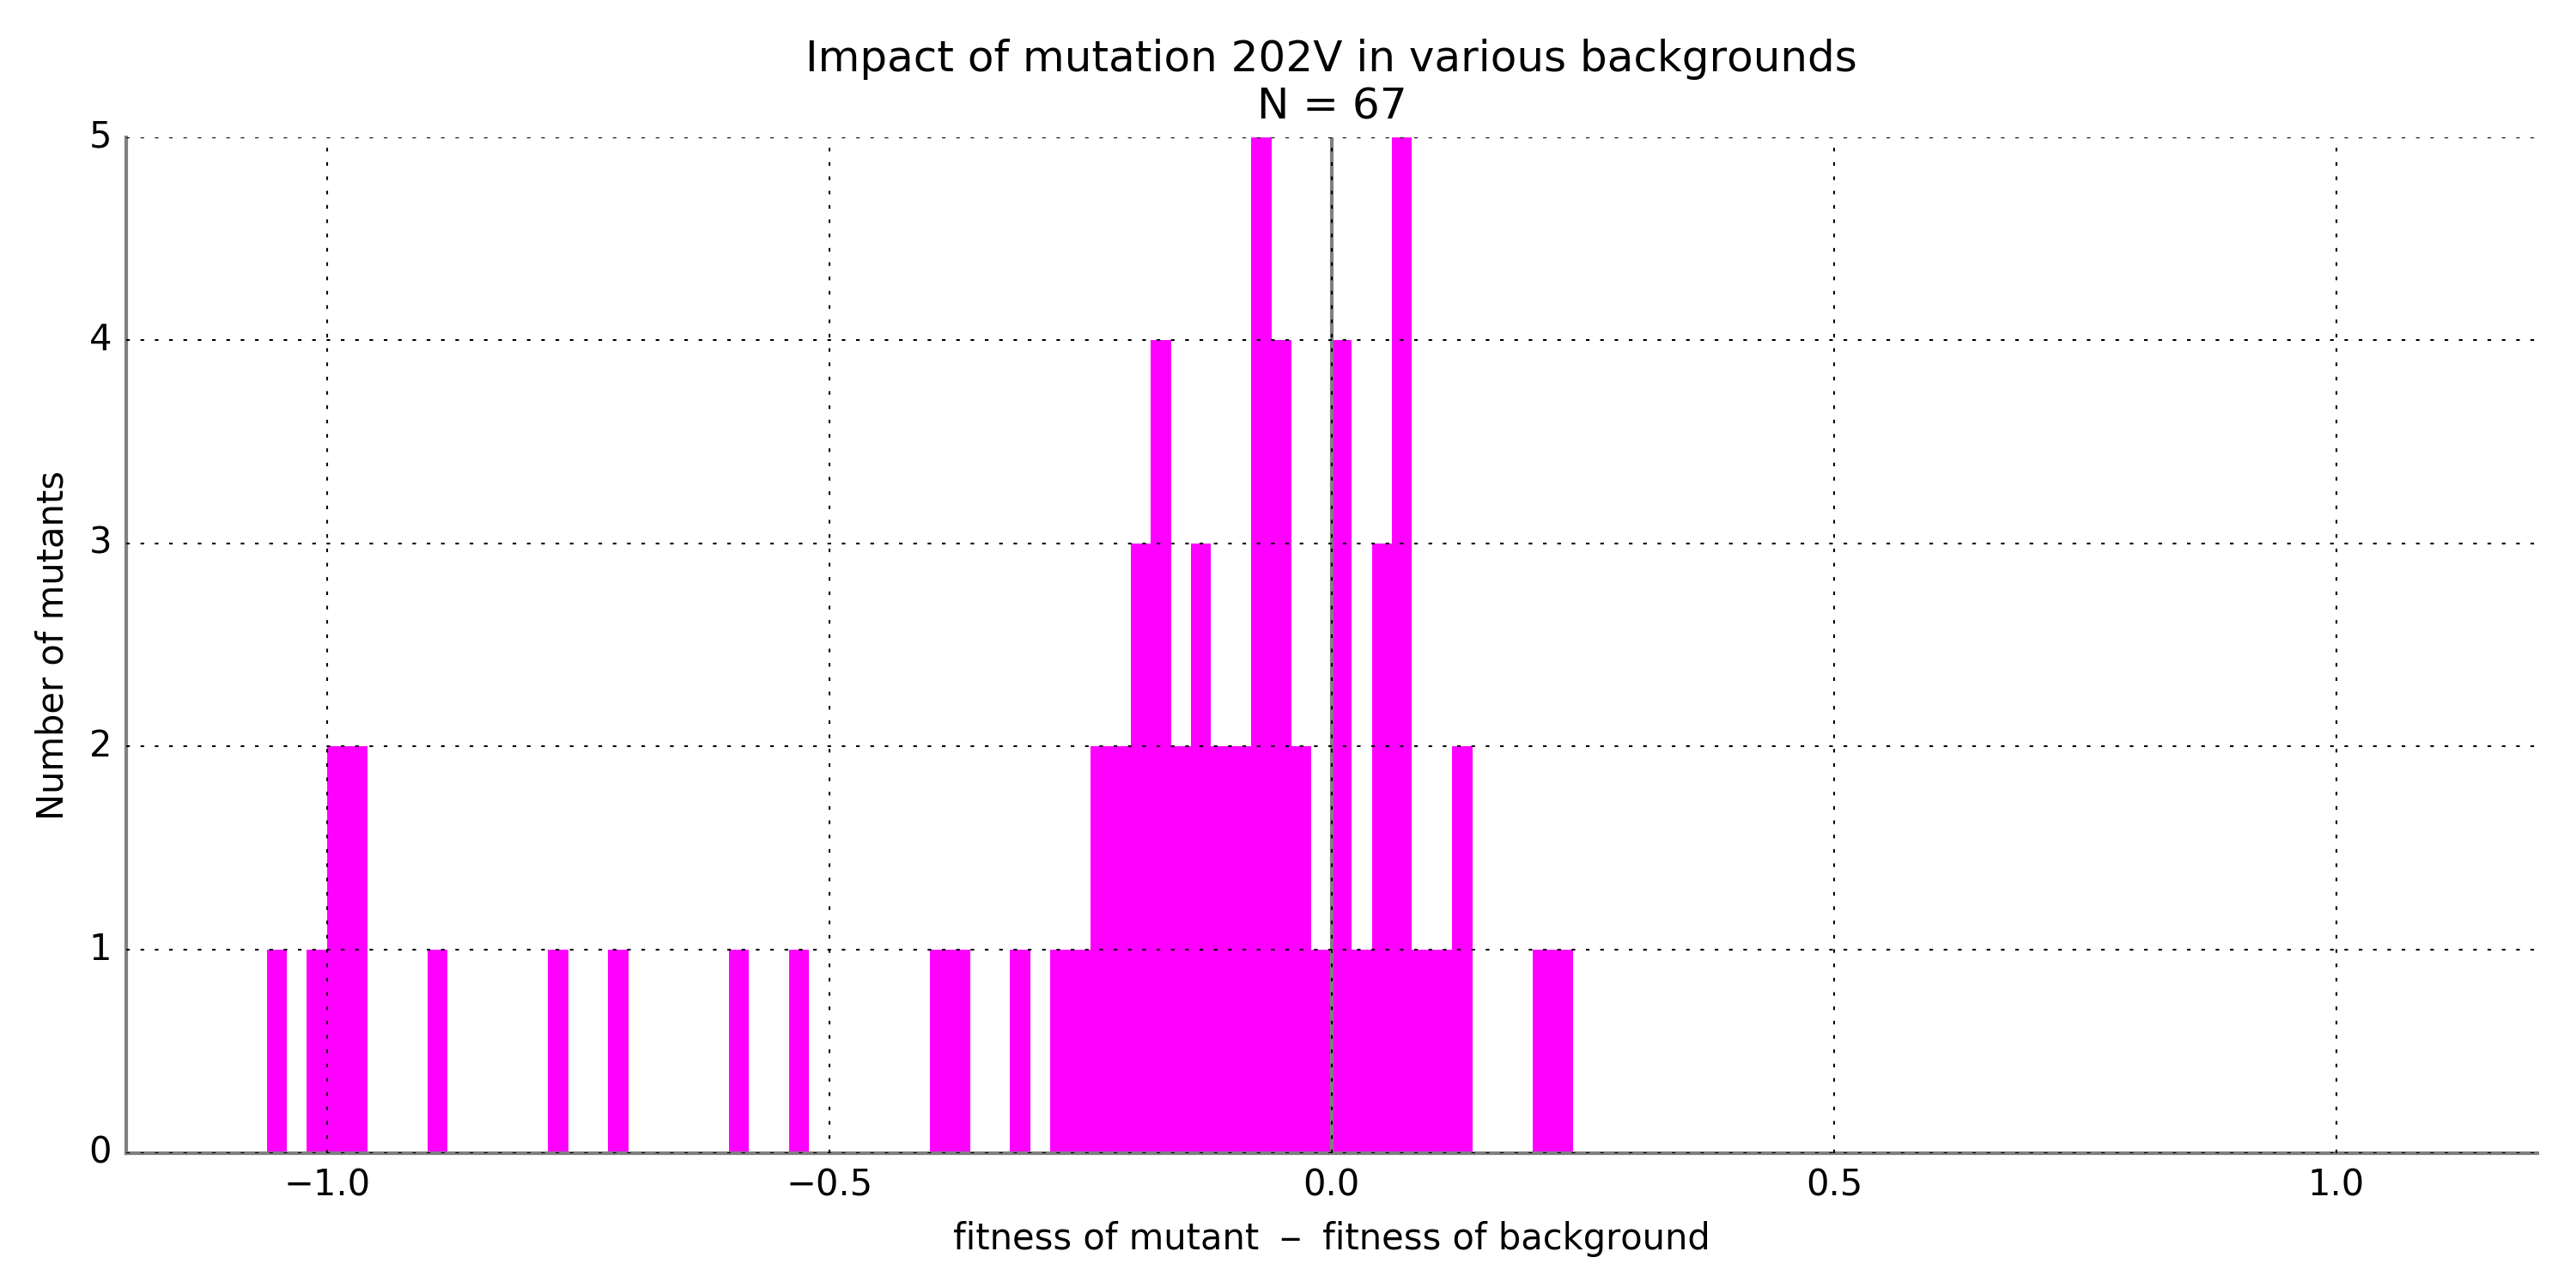 Impact of mutation 202V in various backgrounds
N = 67
5
4
3
2
1
0
Number of mutants
−1.0 −0.5 0.0 0.5 1.0
fitness of mutant – fitness of background